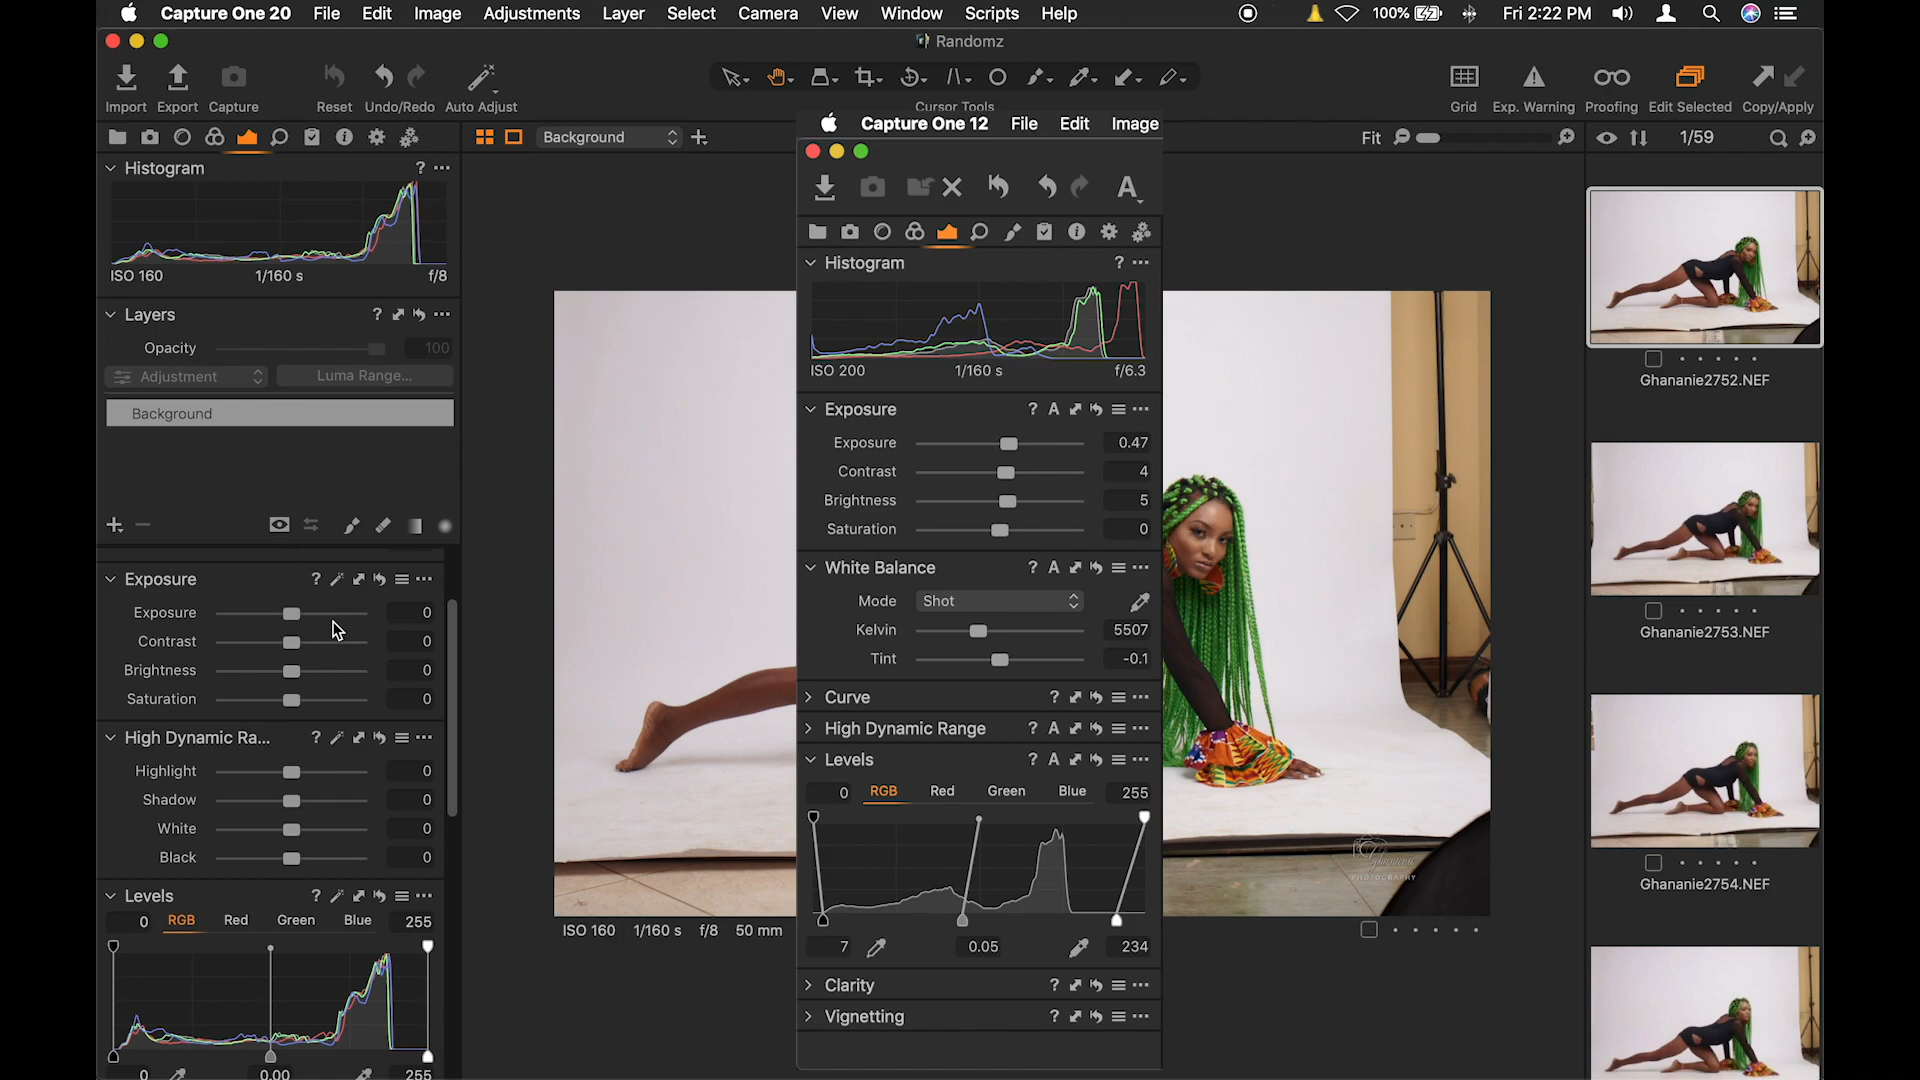 Capture One 20 File Edit Image Adjustments Layer Select Camera View Window Scripts Help 100% Fri 2:22 PM
Randomz
Import Export Capture Reset Undo/Redo Auto Adjust Cursor Tools Grid Exp. Warning Proofing Edit Selected Copy/Apply
Background Fit 1/59
Histogram ?
ISO 160 1/160 s f/8
Layers ?
Opacity 100
Adjustment Luma Range...
Background
Exposure ?
Exposure 0
Contrast 0
Brightness 0
Saturation 0
High Dynamic Ra... ?
Highlight 0
Shadow 0
White 0
Black 0
Levels ?
0 RGB Red Green Blue 255
0 0.00 255
Capture One 12 File Edit Image
A
Histogram ?
ISO 200 1/160 s f/6.3
Exposure ? A
Exposure 0.47
Contrast 4
Brightness 5
Saturation 0
White Balance ? A
Mode Shot
Kelvin 5507
Tint -0.1
Curve ?
High Dynamic Range ? A
Levels ? A
0 RGB Red Green Blue 255
7 0.05 234
Clarity ?
Vignetting ?
PHOTOGRAPHY
ISO 160 1/160 s f/8 50 mm
Ghananie2752.NEF
Ghananie2753.NEF
Ghananie2754.NEF